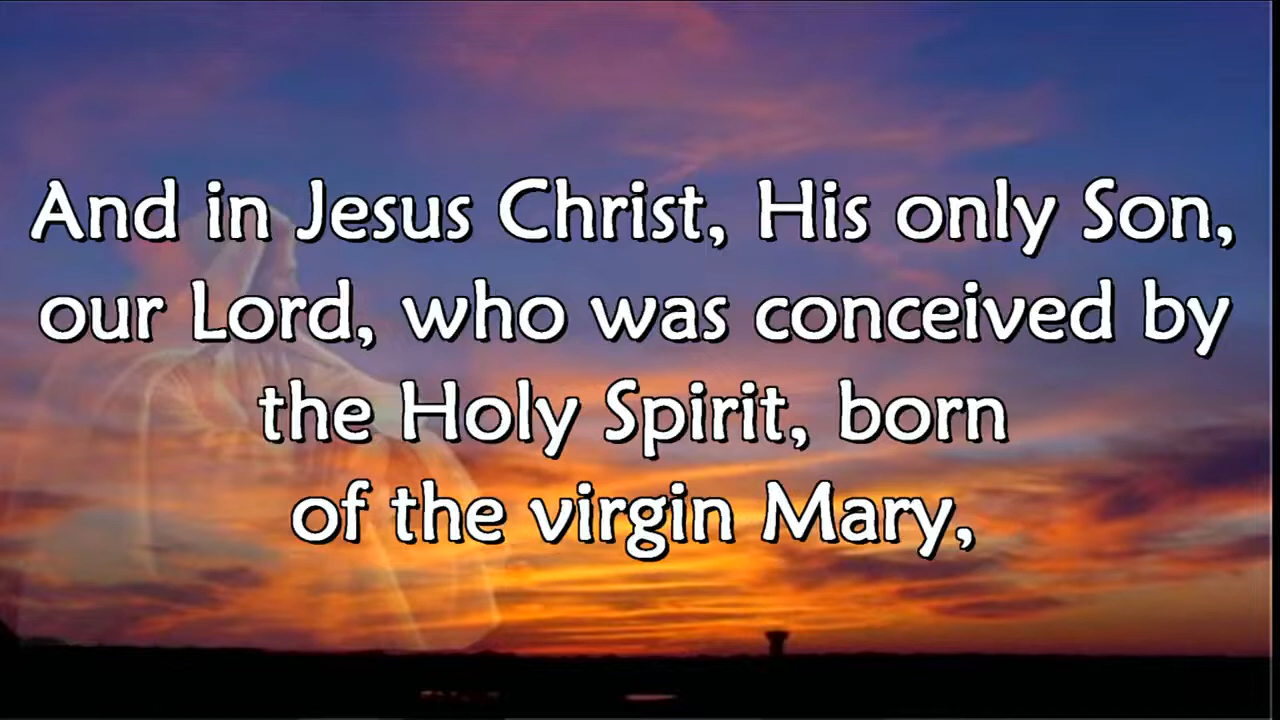 And in Jesus Christ, His only Son,
our Lord, who was conceived by
the Holy Spirit, born
of the virgin Mary,